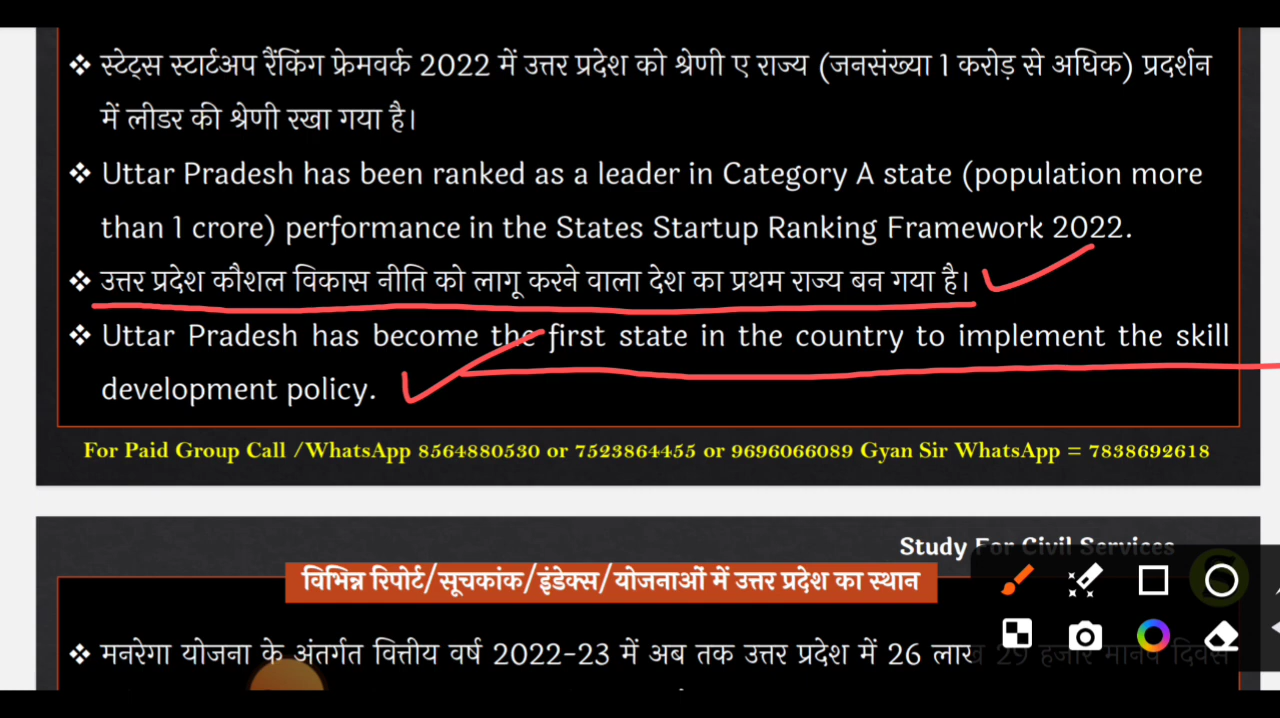 ❖ स्टेट्स स्टार्टअप रैंकिंग फ्रेमवर्क 2022 में उत्तर प्रदेश को श्रेणी ए राज्य (जनसंख्या 1 करोड़ से अधिक) प्रदर्शन
में लीडर की श्रेणी रखा गया है।
❖ Uttar Pradesh has been ranked as a leader in Category A state (population more
than 1 crore) performance in the States Startup Ranking Framework 2022.
❖ उत्तर प्रदेश कौशल विकास नीति को लागू करने वाला देश का प्रथम राज्य बन गया है।
❖ Uttar Pradesh has become the first state in the country to implement the skill
development policy.
For Paid Group Call /WhatsApp 8564880530 or 7523864455 or 9696066089 Gyan Sir WhatsApp = 7838692618
Study For Civil Services
विभिन्न रिपोर्ट/सूचकांक/इंडेक्स/योजनाओं में उत्तर प्रदेश का स्थान
❖ मनरेगा योजना के अंतर्गत वित्तीय वर्ष 2022-23 में अब तक उत्तर प्रदेश में 26 लाख 29 हजार मानव दिवस